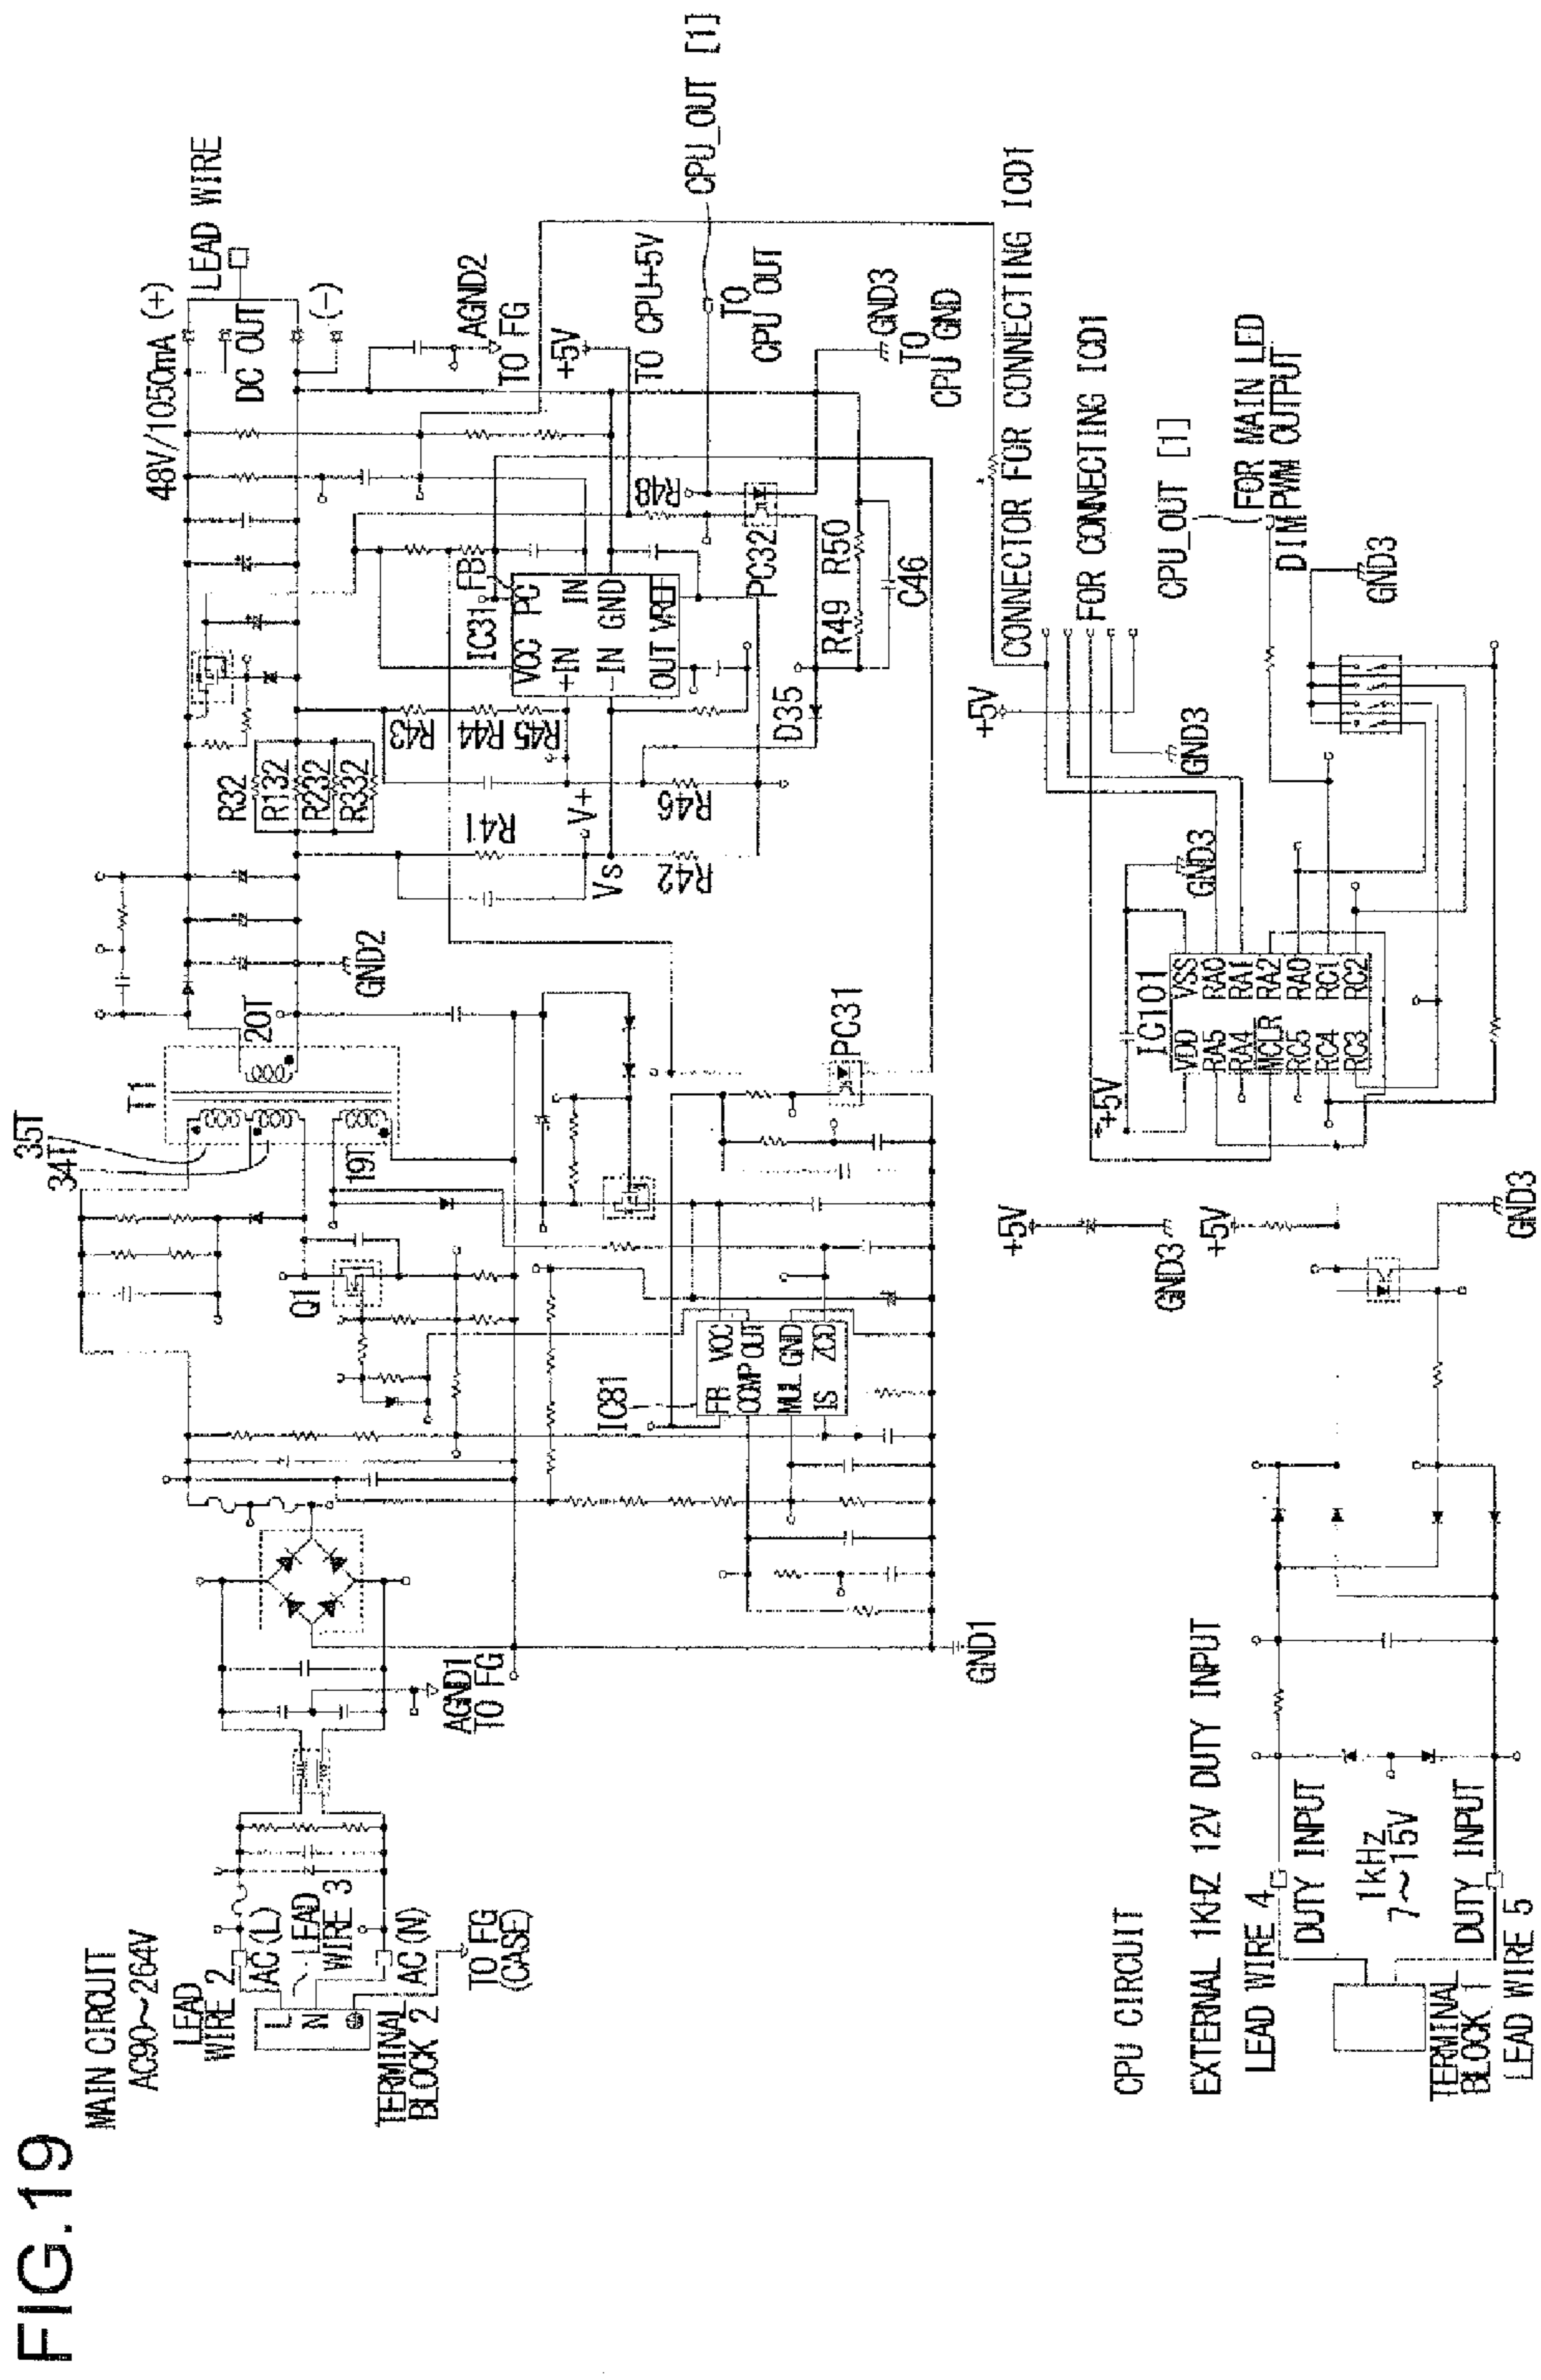 FIG.19
MAIN CIRCUIT
AC90～264V
LEAD
WIRE 2
AC(L)
LEAD
WIRE 3
L
N
AC(N)
TERMINAL
BLOCK 2
TO FG
(CASE)
AGND1
TO FG
GND1
35T
34T
T1
20T
19T
Q1
IC81
FB
VCC
COMP
OUT
MUL
GND
IS
ZCD
PC31
GND2
R32
R132
R232
R332
48V/1050mA (+)
LEAD WIRE
DC OUT
(-)
AGND2
TO FG
+5V
TO CPU+5V
CPU_OUT [1]
TO
CPU OUT
GND3
TO
CPU GND
R41
V+
Vs
R42
R43
R44
R45
R46
IC31
FB
VCC
PC
+IN
IN
-IN
GND
OUT
VREF
R48
PC32
D35
R49
R50
C46
CPU CIRCUIT
EXTERNAL 1KHZ 12V DUTY INPUT
LEAD WIRE 4
DUTY INPUT
1kHz
7～15V
DUTY INPUT
TERMINAL
BLOCK 1
LEAD WIRE 5
+5V
GND3
+5V
GND3
+5V
IC101
VDD
VSS
RA5
RA0
RA4
RA1
MCLR
RA2
RC5
RA0
RC4
RC1
RC3
RC2
GND3
+5V
GND3
CONNECTOR FOR CONNECTING ICD1
FOR CONNECTING ICD1
CPU_OUT [1]
FOR MAIN LED
DIM PWM OUTPUT
GND3